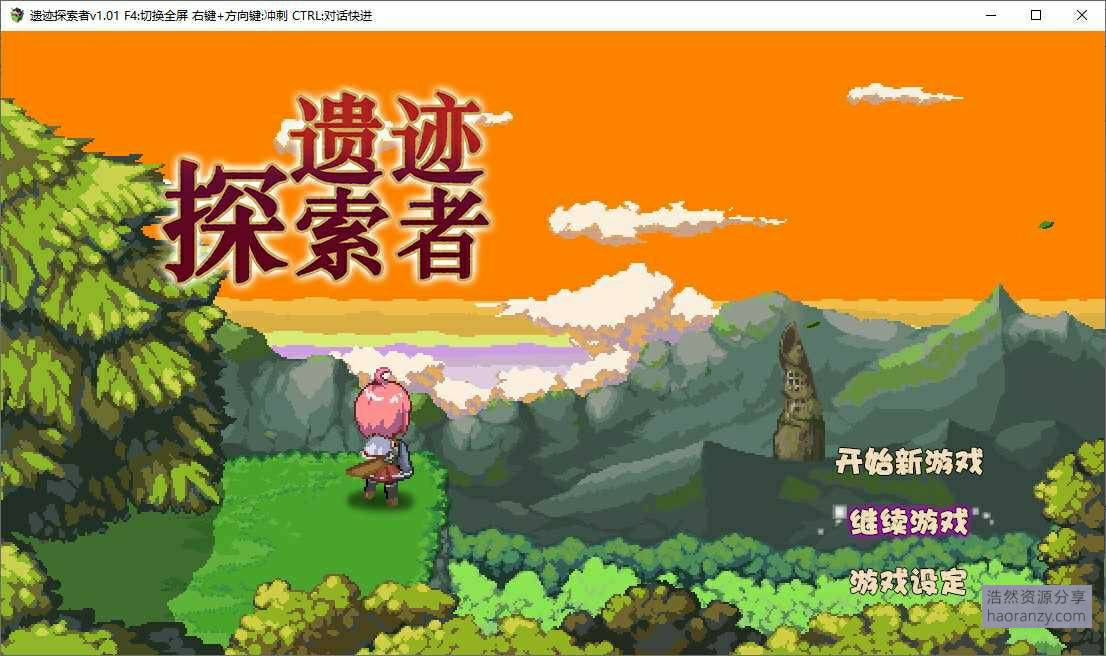 遗迹探索者v1.01 F4:切换全屏 右键+方向键:冲刺 CTRL:对话快进
遗迹
探索者
开始新游戏
继续游戏
游戏设定
浩然资源分享
haoranzy.com